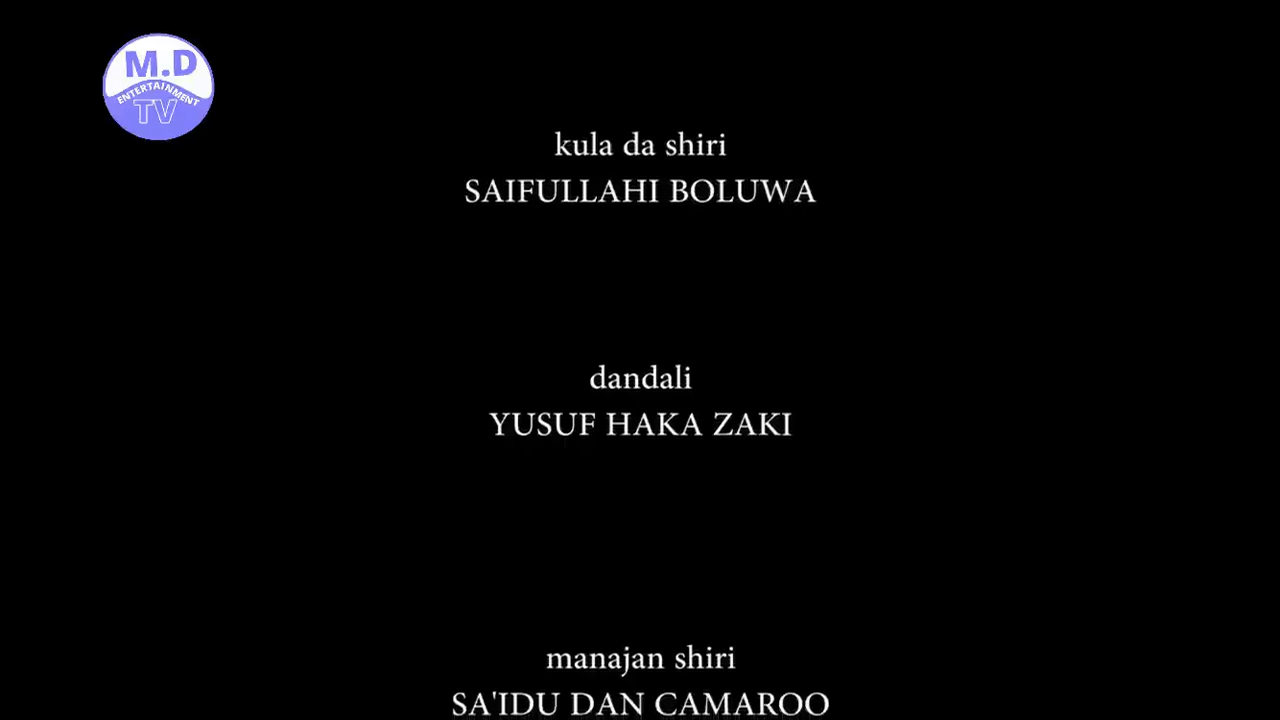 M.D
ENTERTAINMENT
TV
kula da shiri
SAIFULLAHI BOLUWA
dandali
YUSUF HAKA ZAKI
manajan shiri
SA'IDU DAN CAMAROO